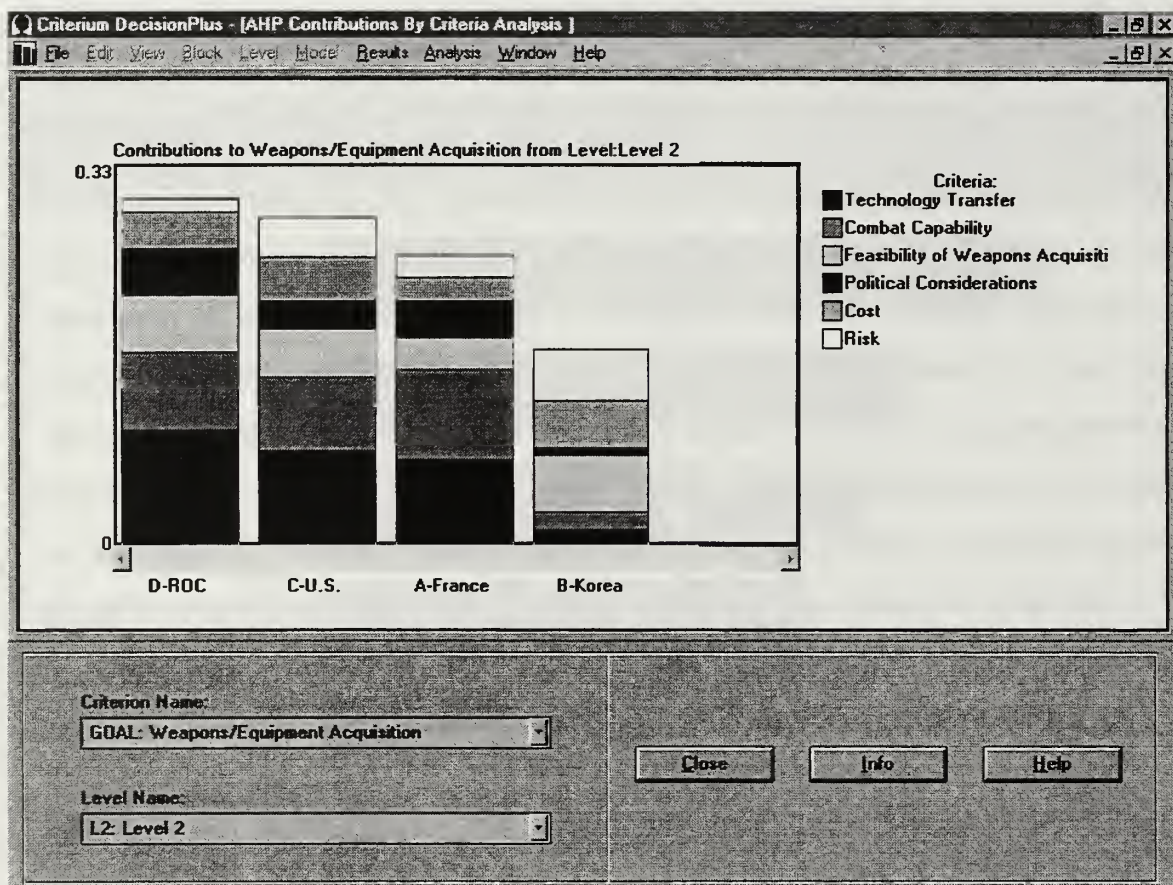 Criterium DecisionPlus - [AHP Contributions By Criteria Analysis ]
File Edit View Block Level Model Results Analysis Window Help
Contributions to Weapons/Equipment Acquisition from Level:Level 2
0.33
0
D-ROC C-U.S. A-France B-Korea
Criteria:
Technology Transfer
Combat Capability
Feasibility of Weapons Acquisiti
Political Considerations
Cost
Risk
Criterion Name:
GOAL: Weapons/Equipment Acquisition
Level Name:
L2: Level 2
Close Info Help